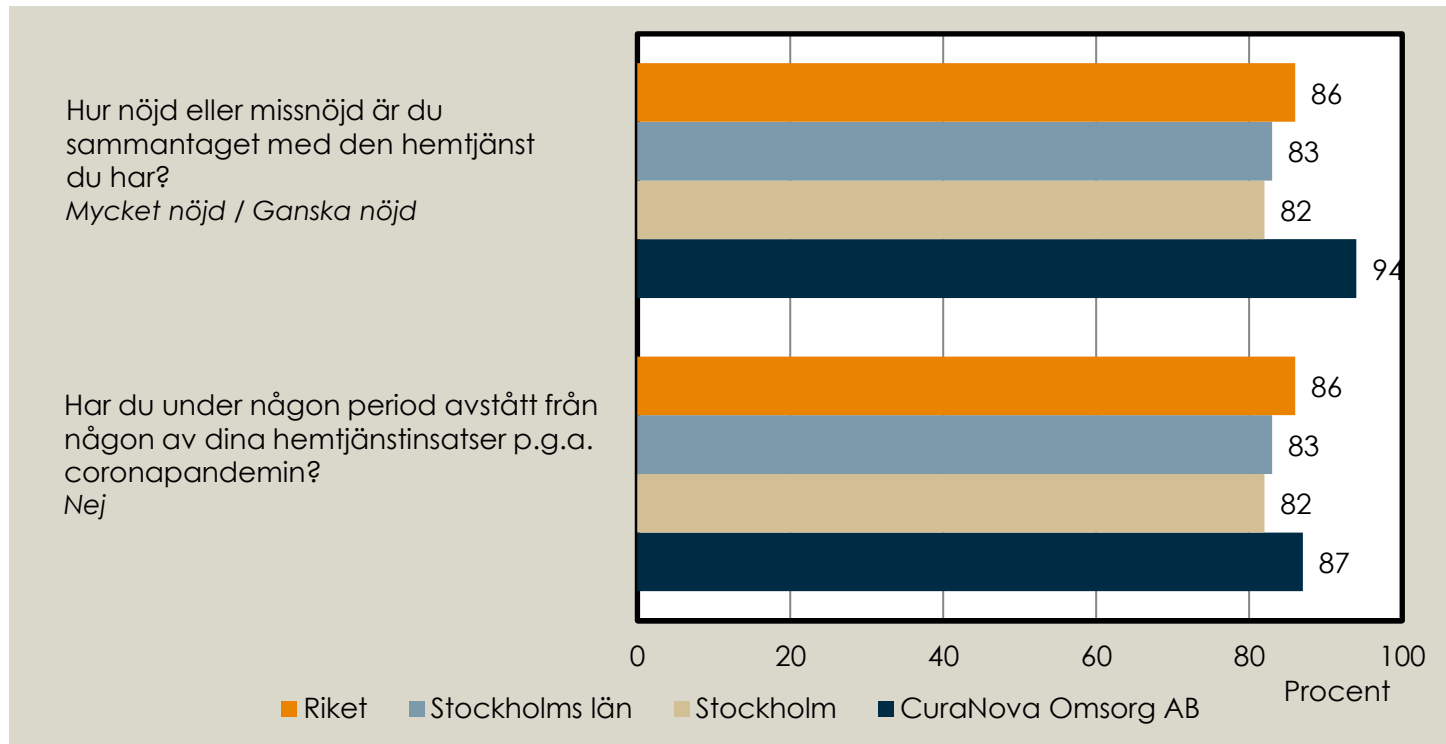 Hur nöjd eller missnöjd är du
sammantaget med den hemtjänst
du har?
Mycket nöjd / Ganska nöjd
86
83
82
94
Har du under någon period avstått från
någon av dina hemtjänstinsatser p.g.a.
coronapandemin?
Nej
86
83
82
87
0 20 40 60 80 100
Procent
Riket Stockholms län Stockholm CuraNova Omsorg AB